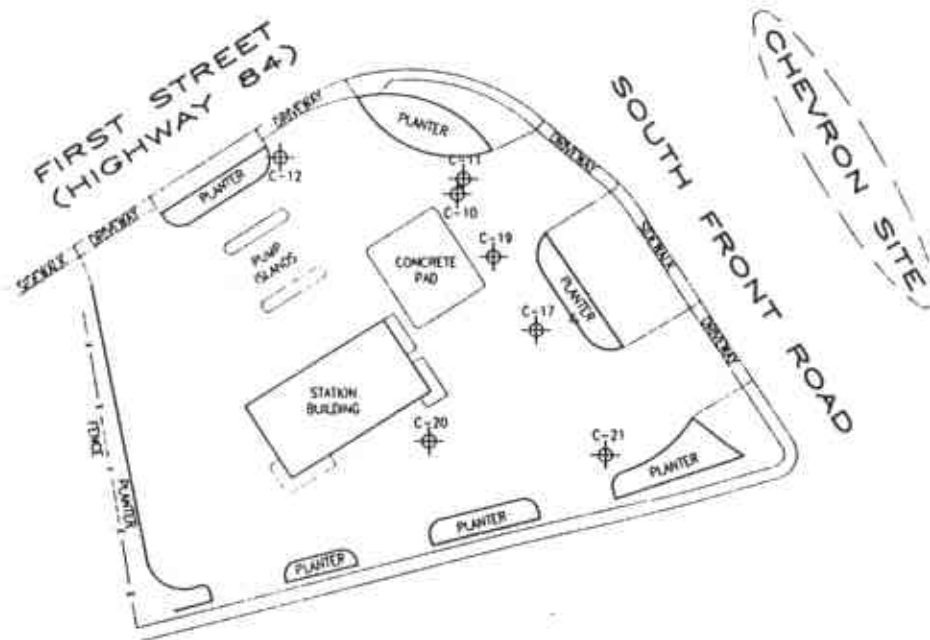 FIRST STREET
(HIGHWAY 84)
SOUTH FRONT ROAD
CHEVRON SITE
DRIVEWAY
PLANTER
C-11
C-12
C-10
DRIVEWAY
PLANTER
DRIVEWAY
SIDEWALK
PUMP
ISLANDS
CONCRETE
PAD
C-19
SIDEWALK
PLANTER
C-17
DRIVEWAY
STATION
BUILDING
C-20
C-21
FENCE
PLANTER
PLANTER
PLANTER
PLANTER